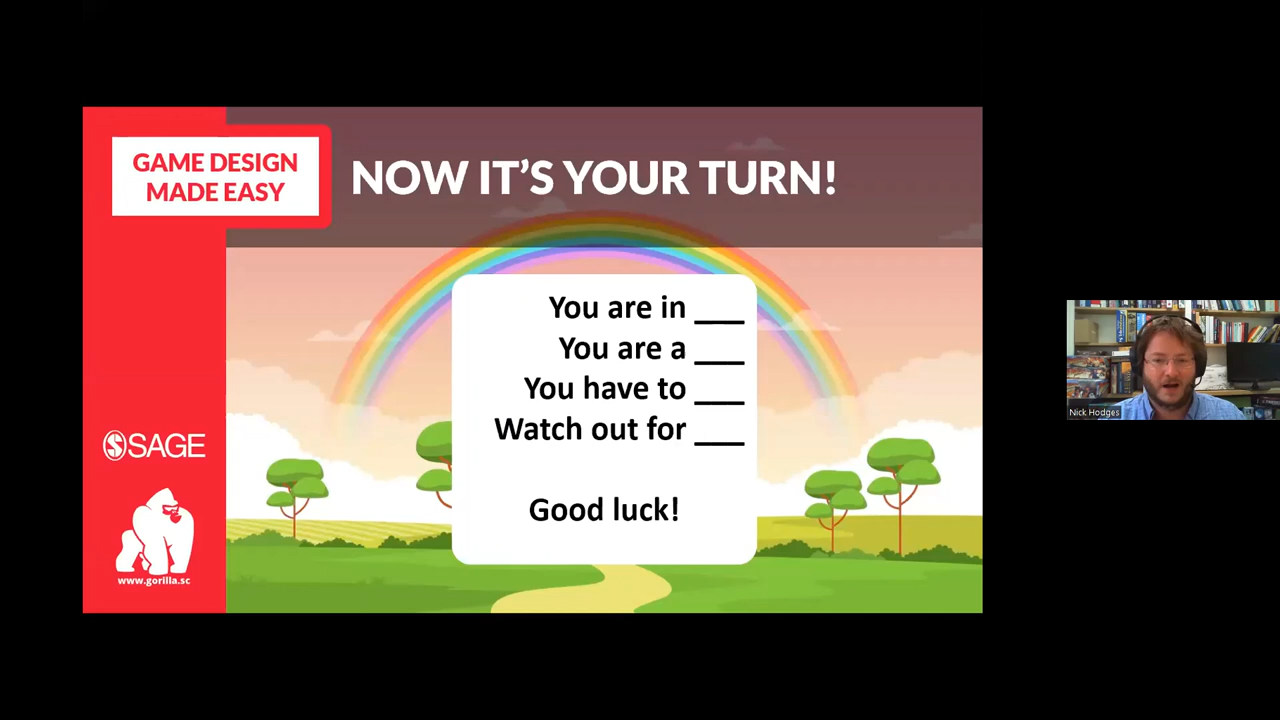 GAME DESIGN
MADE EASY
NOW IT'S YOUR TURN!
You are in ___
You are a ___
You have to ___
Watch out for ___
Good luck!
SAGE
www.gorilla.sc
Nick Hodges